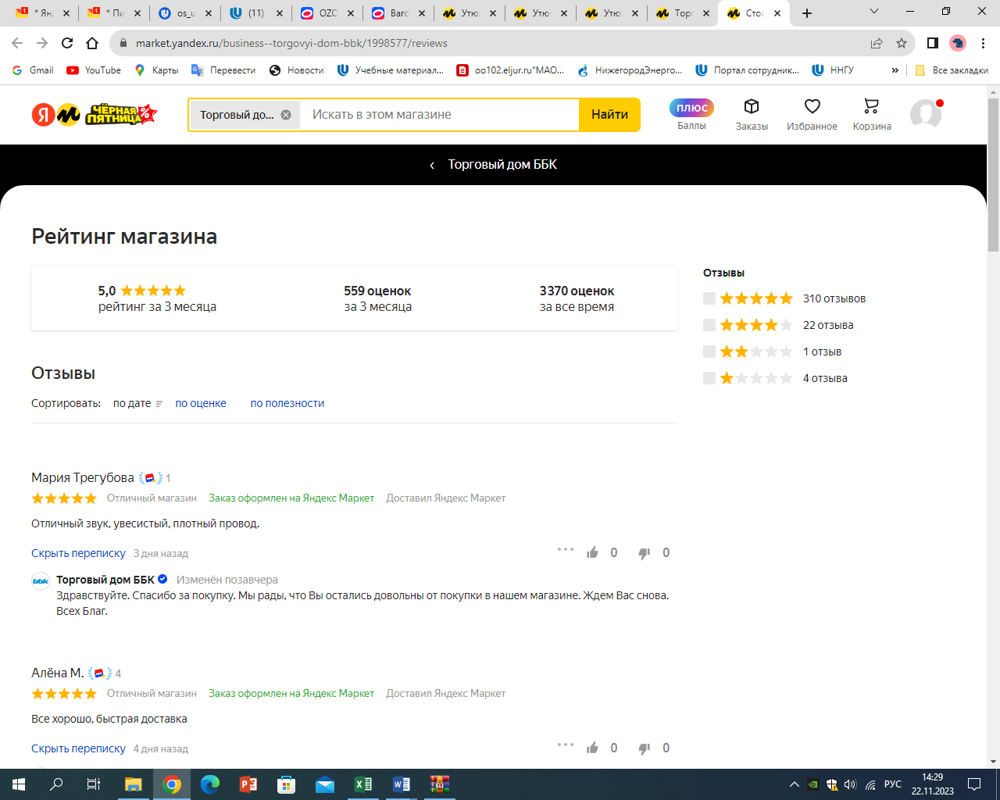 * Ян
* Пи
os_u
(11)
OZC
Barc
Утю
Утю
Утю
Торг
Стои
market.yandex.ru/business--torgovyi-dom-bbk/1998577/reviews
Gmail
YouTube
Карты
Перевести
Новости
Учебные материал...
oo102.eljur.ru"МАО...
НижегородЭнерго...
Портал сотрудник...
ННГУ
»
Все закладки
Я
ЧЁРНАЯ
ПЯТНИЦА
%
Торговый до...
Искать в этом магазине
Найти
ПЛЮС
Баллы
Заказы
Избранное
Корзина
Торговый дом ББК
Рейтинг магазина
5,0
рейтинг за 3 месяца
559 оценок
за 3 месяца
3 370 оценок
за все время
Отзывы
310 отзывов
22 отзыва
1 отзыв
4 отзыва
Отзывы
Сортировать: по дате по оценке по полезности
Мария Трегубова 1
Отличный магазин Заказ оформлен на Яндекс Маркет Доставил Яндекс Маркет
Отличный звук, увесистый, плотный провод.
Скрыть переписку 3 дня назад
0 0
bbk
Торговый дом ББК Изменён позавчера
Здравствуйте. Спасибо за покупку. Мы рады, что Вы остались довольны от покупки в нашем магазине. Ждем Вас снова.
Всех Благ.
Алёна М. 4
Отличный магазин Заказ оформлен на Яндекс Маркет Доставил Яндекс Маркет
Все хорошо, быстрая доставка
Скрыть переписку 4 дня назад
0 0
РУС
14:29
22.11.2023